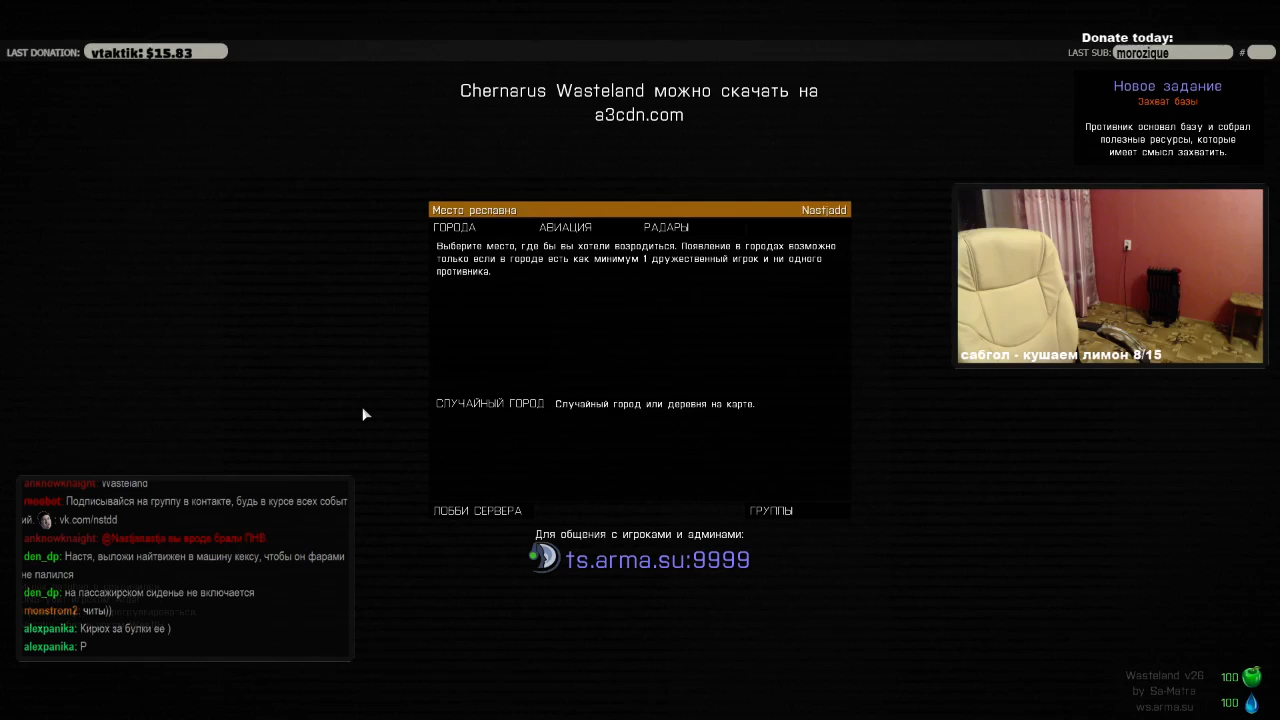 Donate today:
LAST DONATION: vtaktik: $15.83
LAST SUB: morozique #
Chernarus Wasteland можно скачать на
a3cdn.com
Новое задание
Захват базы
Противник основал базу и собрал
полезные ресурсы, которые
имеет смысл захватить.
Место респавна Nastjadd
ГОРОДА АВИАЦИЯ РАДАРЫ
Выберите место, где бы вы хотели возродиться. Появление в городах возможно
только если в городе есть как минимум 1 дружественный игрок и ни одного
противника.
сабгол - кушаем лимон 8/15
СЛУЧАЙНЫЙ ГОРОД Случайный город или деревня на карте.
ЛОББИ СЕРВЕРА ГРУППЫ
Для общения с игроками и админами:
ts.arma.su:9999
anknowknaight: Wasteland
moobot: Подписывайся на группу в контакте, будь в курсе всех событ
ий. : vk.com/nstdd
anknowknaight: @Nastjanastja вы вроде брали ПНВ
den_dp: Настя, выложи найтвижен в машину кексу, чтобы он фарами
не палился
den_dp: на пассажирском сиденье не включается
monstrom2: читы))
alexpanika: Кирюх за булки ее )
alexpanika: Р
Wasteland v26
by Sa-Matra
ws.arma.su
100
100